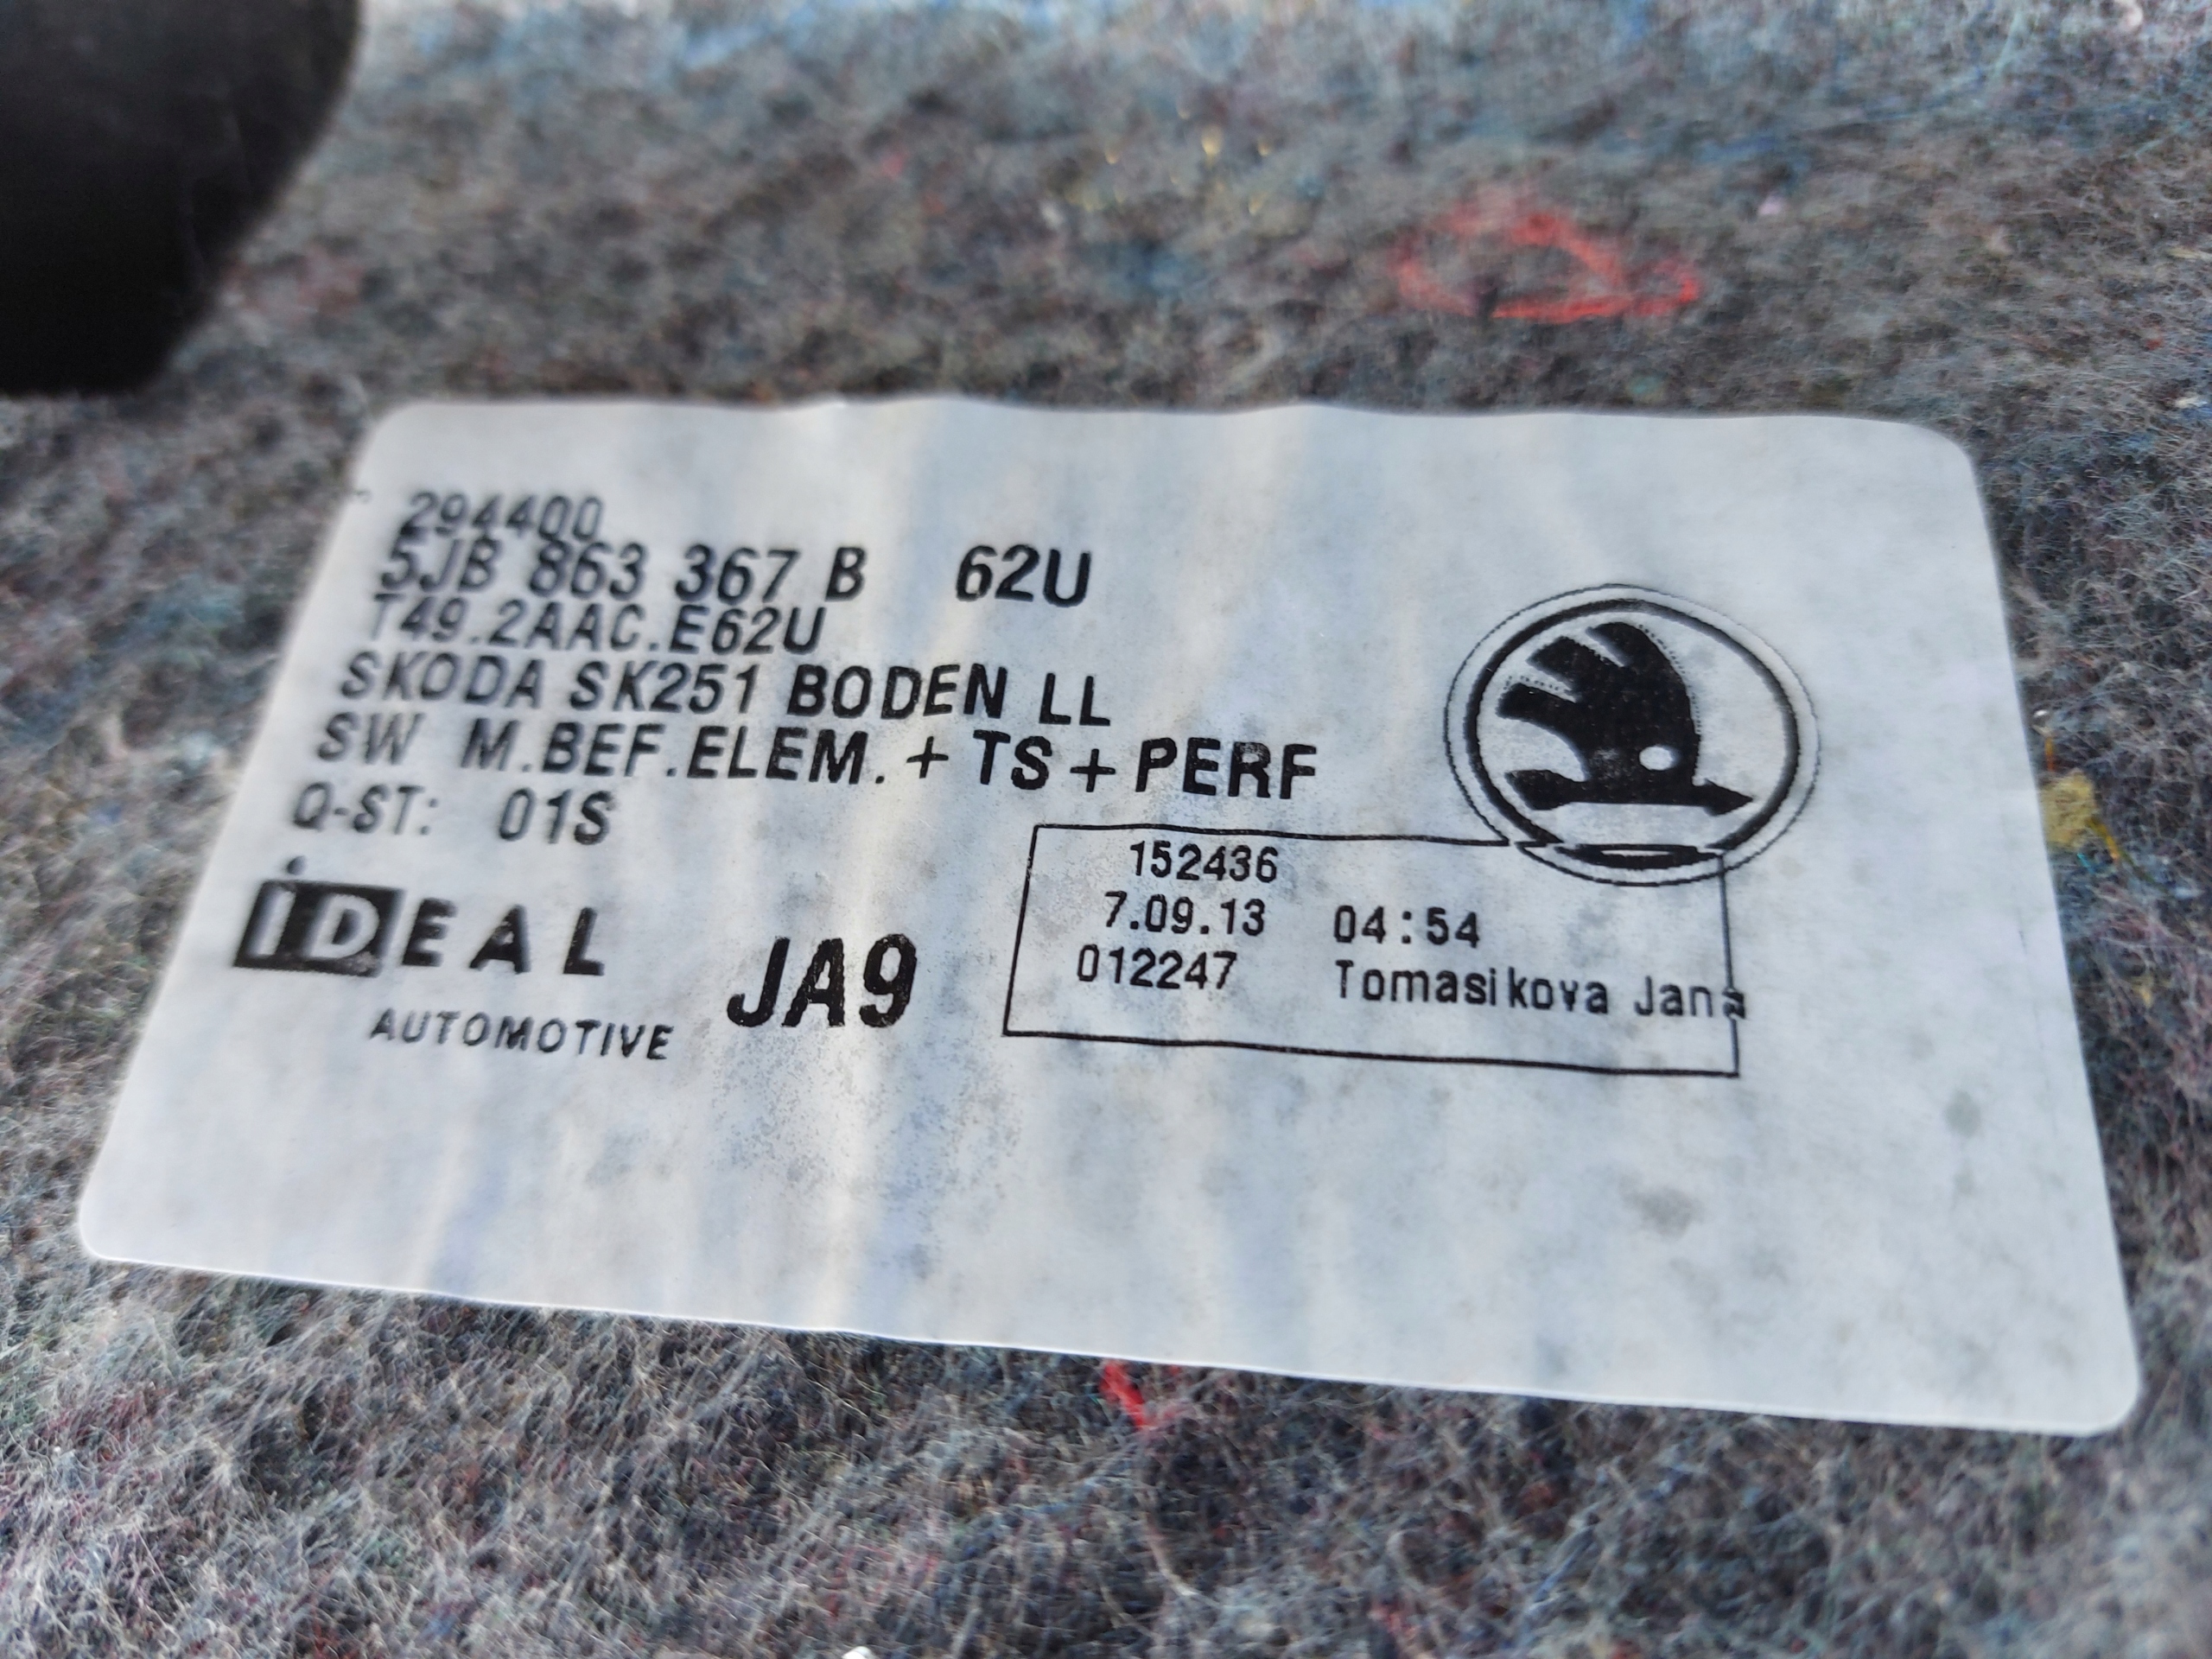 294400
5JB 863 367 B 62U
T49.2AAC.E62U
SKODA SK251 BODEN LL
SW M.BEF.ELEM.+TS+PERF
Q-ST: 01S
iDEAL
AUTOMOTIVE
JA9
152436
7.09.13 04:54
012247 Tomasikova Jana